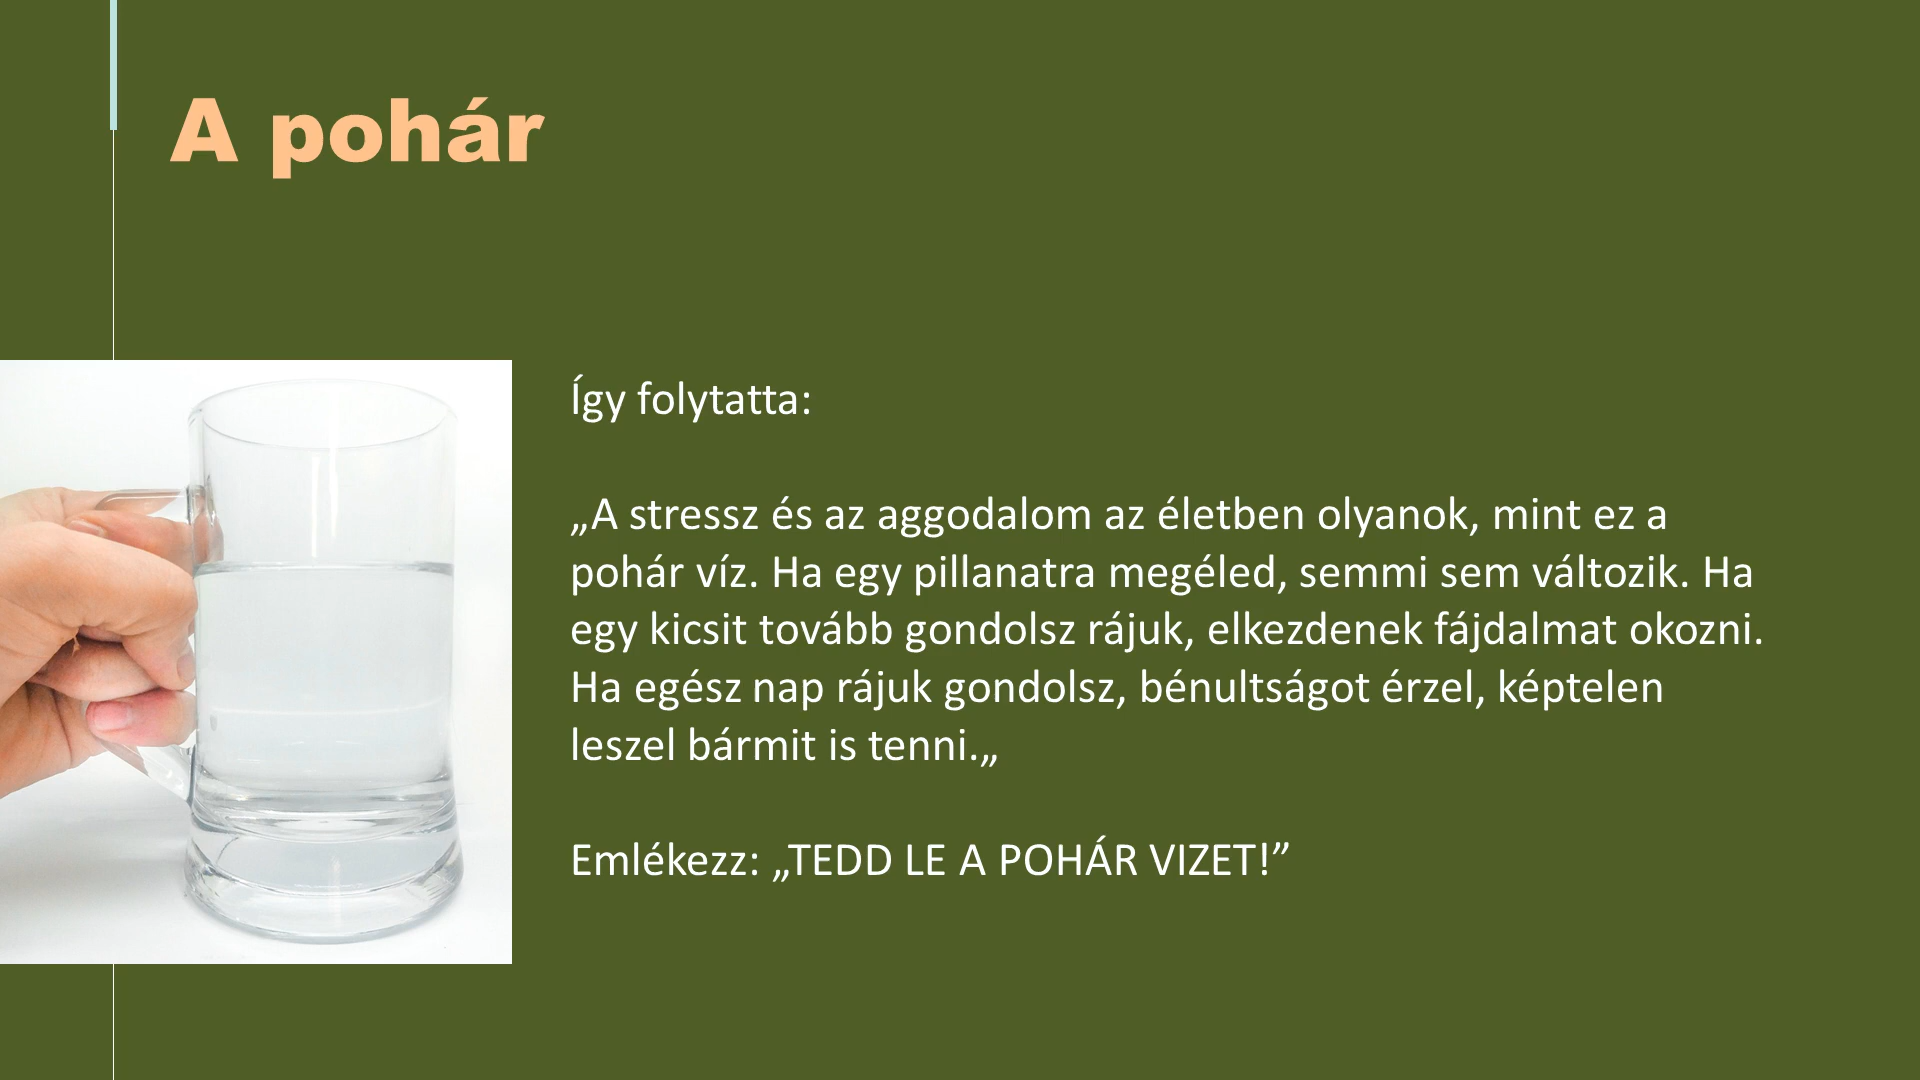 A pohár
Így folytatta:
„A stressz és az aggodalom az életben olyanok, mint ez a
pohár víz. Ha egy pillanatra megéled, semmi sem változik. Ha
egy kicsit tovább gondolsz rájuk, elkezdenek fájdalmat okozni.
Ha egész nap rájuk gondolsz, bénultságot érzel, képtelen
leszel bármit is tenni.„
Emlékezz: „TEDD LE A POHÁR VIZET!”